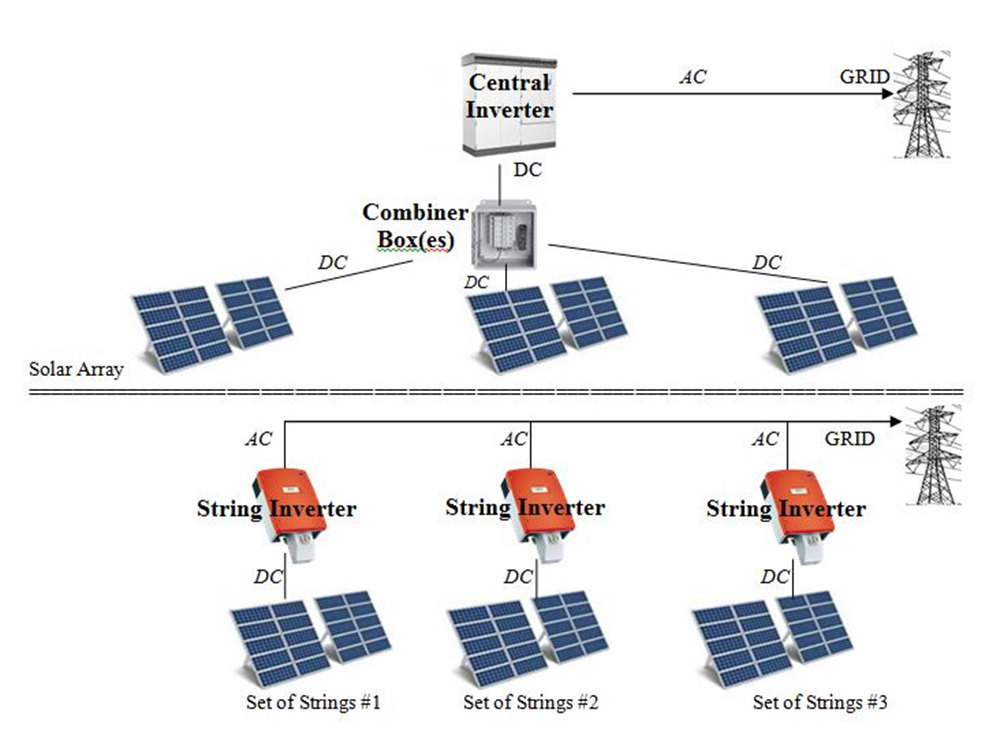 Central
Inverter
AC
GRID
DC
Combiner
Box(es)
DC
DC
DC
Solar Array
AC
AC
AC
GRID
String Inverter
String Inverter
String Inverter
DC
DC
DC
Set of Strings #1
Set of Strings #2
Set of Strings #3